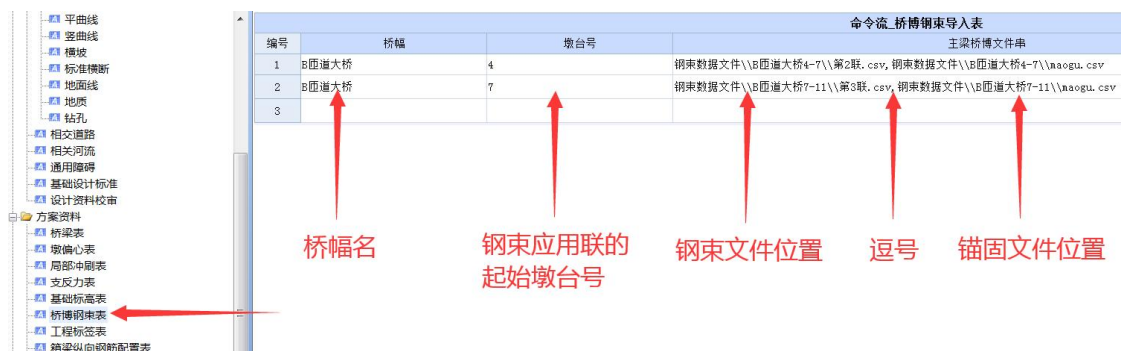 平曲线
竖曲线
横坡
标准横断
地面线
地质
钻孔
相交道路
相关河流
通用障碍
基础设计标准
设计资料校审
方案资料
桥梁表
墩偏心表
局部冲刷表
支反力表
基础标高表
桥博钢束表
工程标签表
箱梁纵向钢筋配置表
命令流_桥博钢束导入表
编号 桥幅 墩台号 主梁桥博文件串
1 B匝道大桥 4 钢束数据文件\\B匝道大桥4-7\\第2联.csv,钢束数据文件\\B匝道大桥4-7\\maogu.csv
2 B匝道大桥 7 钢束数据文件\\B匝道大桥7-11\\第3联.csv,钢束数据文件\\B匝道大桥7-11\\maogu.csv
3
桥幅名
钢束应用联的
起始墩台号
钢束文件位置
逗号
锚固文件位置